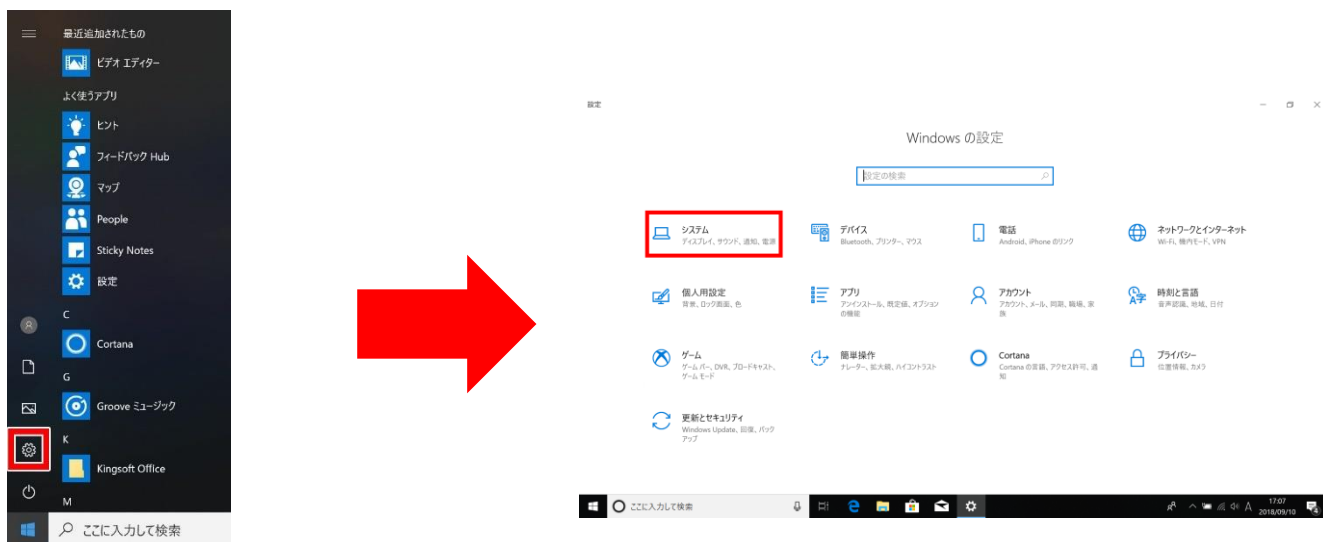 最近追加されたもの
ビデオ エディター
よく使うアプリ
ヒント
フィードバック Hub
マップ
People
Sticky Notes
設定
C
Cortana
G
Groove ミュージック
K
Kingsoft Office
M
ここに入力して検索
設定
Windows の設定
設定の検索
システム
ディスプレイ、サウンド、通知、電源
デバイス
Bluetooth、プリンター、マウス
電話
Android、iPhone のリンク
ネットワークとインターネット
Wi-Fi、機内モード、VPN
個人用設定
背景、ロック画面、色
アプリ
アンインストール、既定値、オプション
の機能
アカウント
アカウント、メール、同期、職場、家
族
時刻と言語
音声認識、地域、日付
ゲーム
ゲーム バー、DVR、ブロードキャスト、
ゲーム モード
簡単操作
ナレーター、拡大鏡、ハイコントラスト
Cortana
Cortana の言語、アクセス許可、通
知
プライバシー
位置情報、カメラ
更新とセキュリティ
Windows Update、回復、バック
アップ
ここに入力して検索
A
17:07
2018/09/10
4